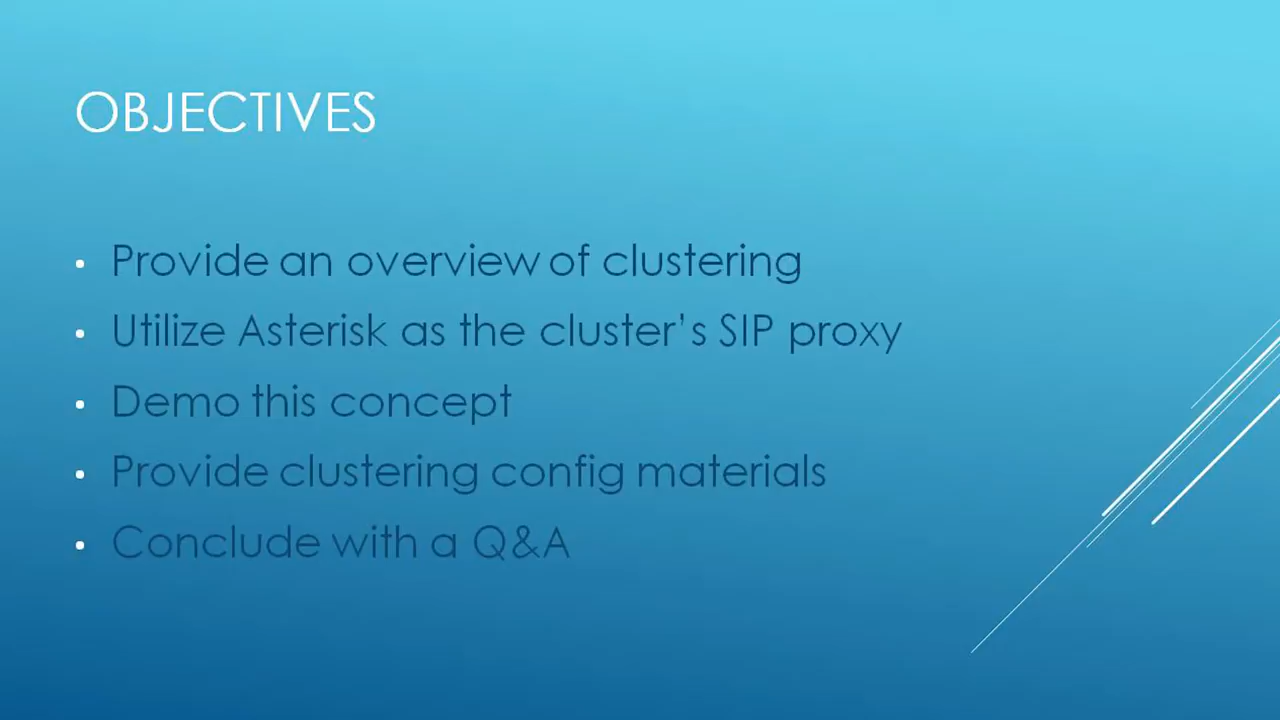 OBJECTIVES
• Provide an overview of clustering
• Utilize Asterisk as the cluster’s SIP proxy
• Demo this concept
• Provide clustering config materials
• Conclude with a Q&A